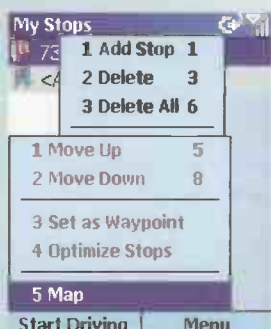 My Stops
73
</
1 Add Stop 1
2 Delete 3
3 Delete All 6
1 Move Up 5
2 Move Down 8
3 Set as Waypoint
4 Optimize Stops
5 Map
Start Driving Menu